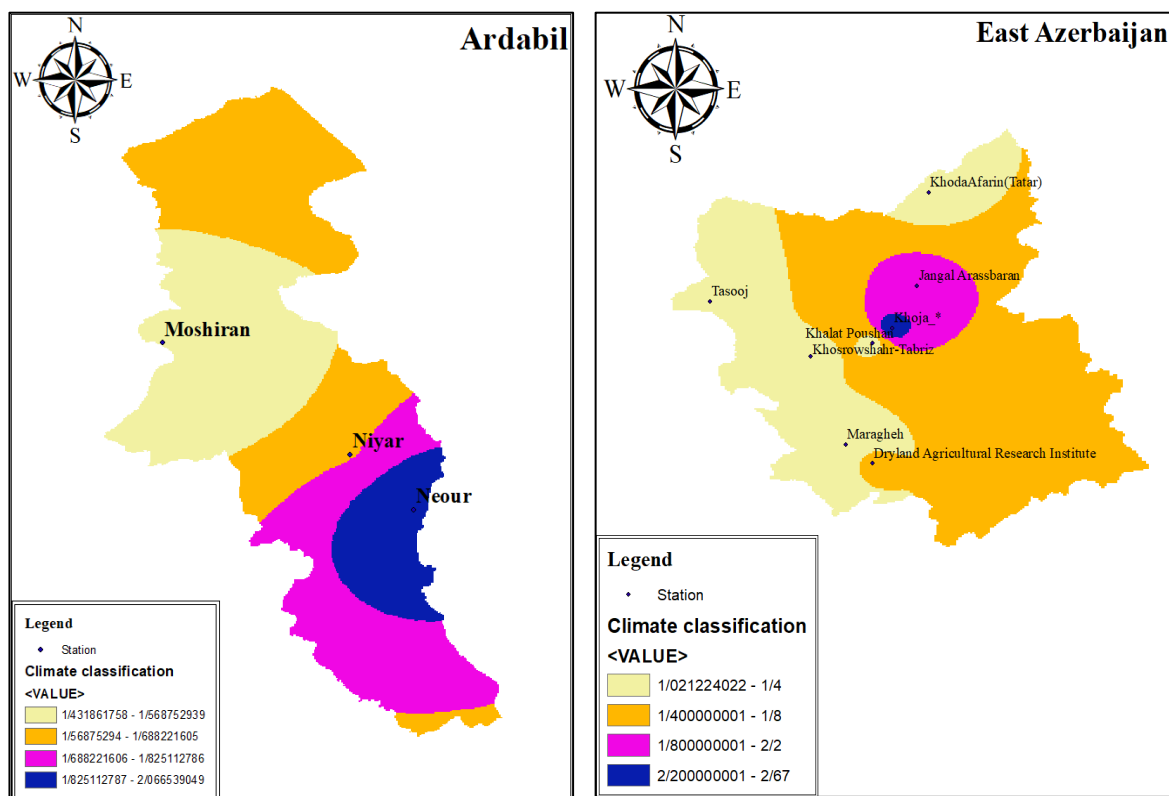 Ardabil
N
W
E
S
Moshiran
Niyar
Neour
Legend
Station
Climate classification
<VALUE>
1/431861758 - 1/568752939
1/56875294 - 1/688221605
1/688221606 - 1/825112786
1/825112787 - 2/066539049
East Azerbaijan
N
W
E
S
KhodaAfarin(Tatar)
Jangal Arassbaran
Tasooj
Khoja_*
Khalat Poushan
Khosrowshahr-Tabriz
Maragheh
Dryland Agricultural Research Institute
Legend
Station
Climate classification
<VALUE>
1/021224022 - 1/4
1/400000001 - 1/8
1/800000001 - 2/2
2/200000001 - 2/67